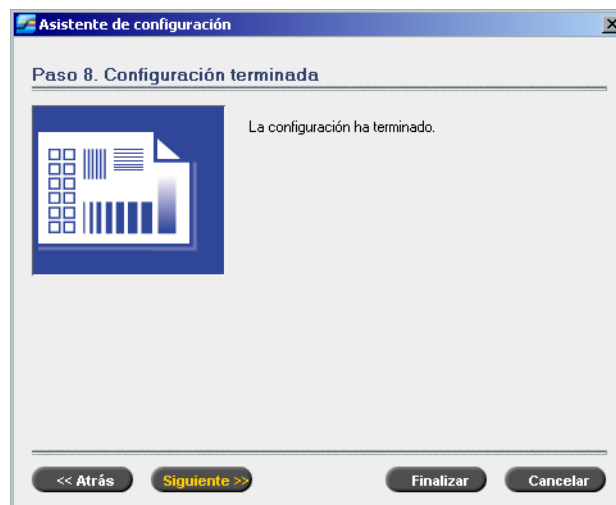 Asistente de configuración
Paso 8. Configuración terminada
La configuración ha terminado.
<< Atrás
Siguiente >>
Finalizar
Cancelar